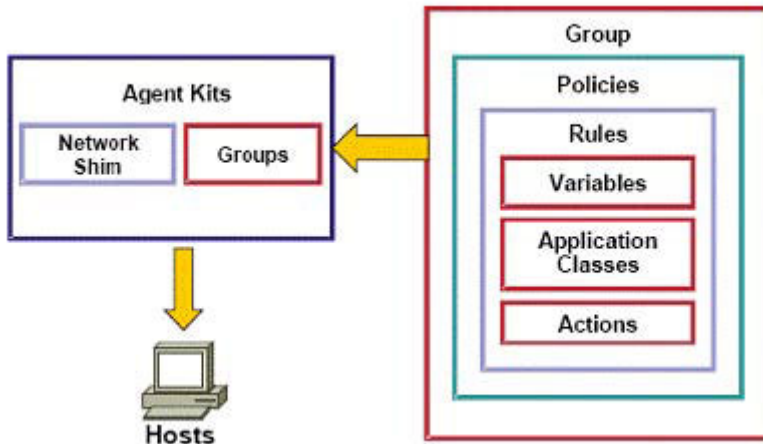 Agent Kits
Network
Shim
Groups
Hosts
Group
Policies
Rules
Variables
Application
Classes
Actions